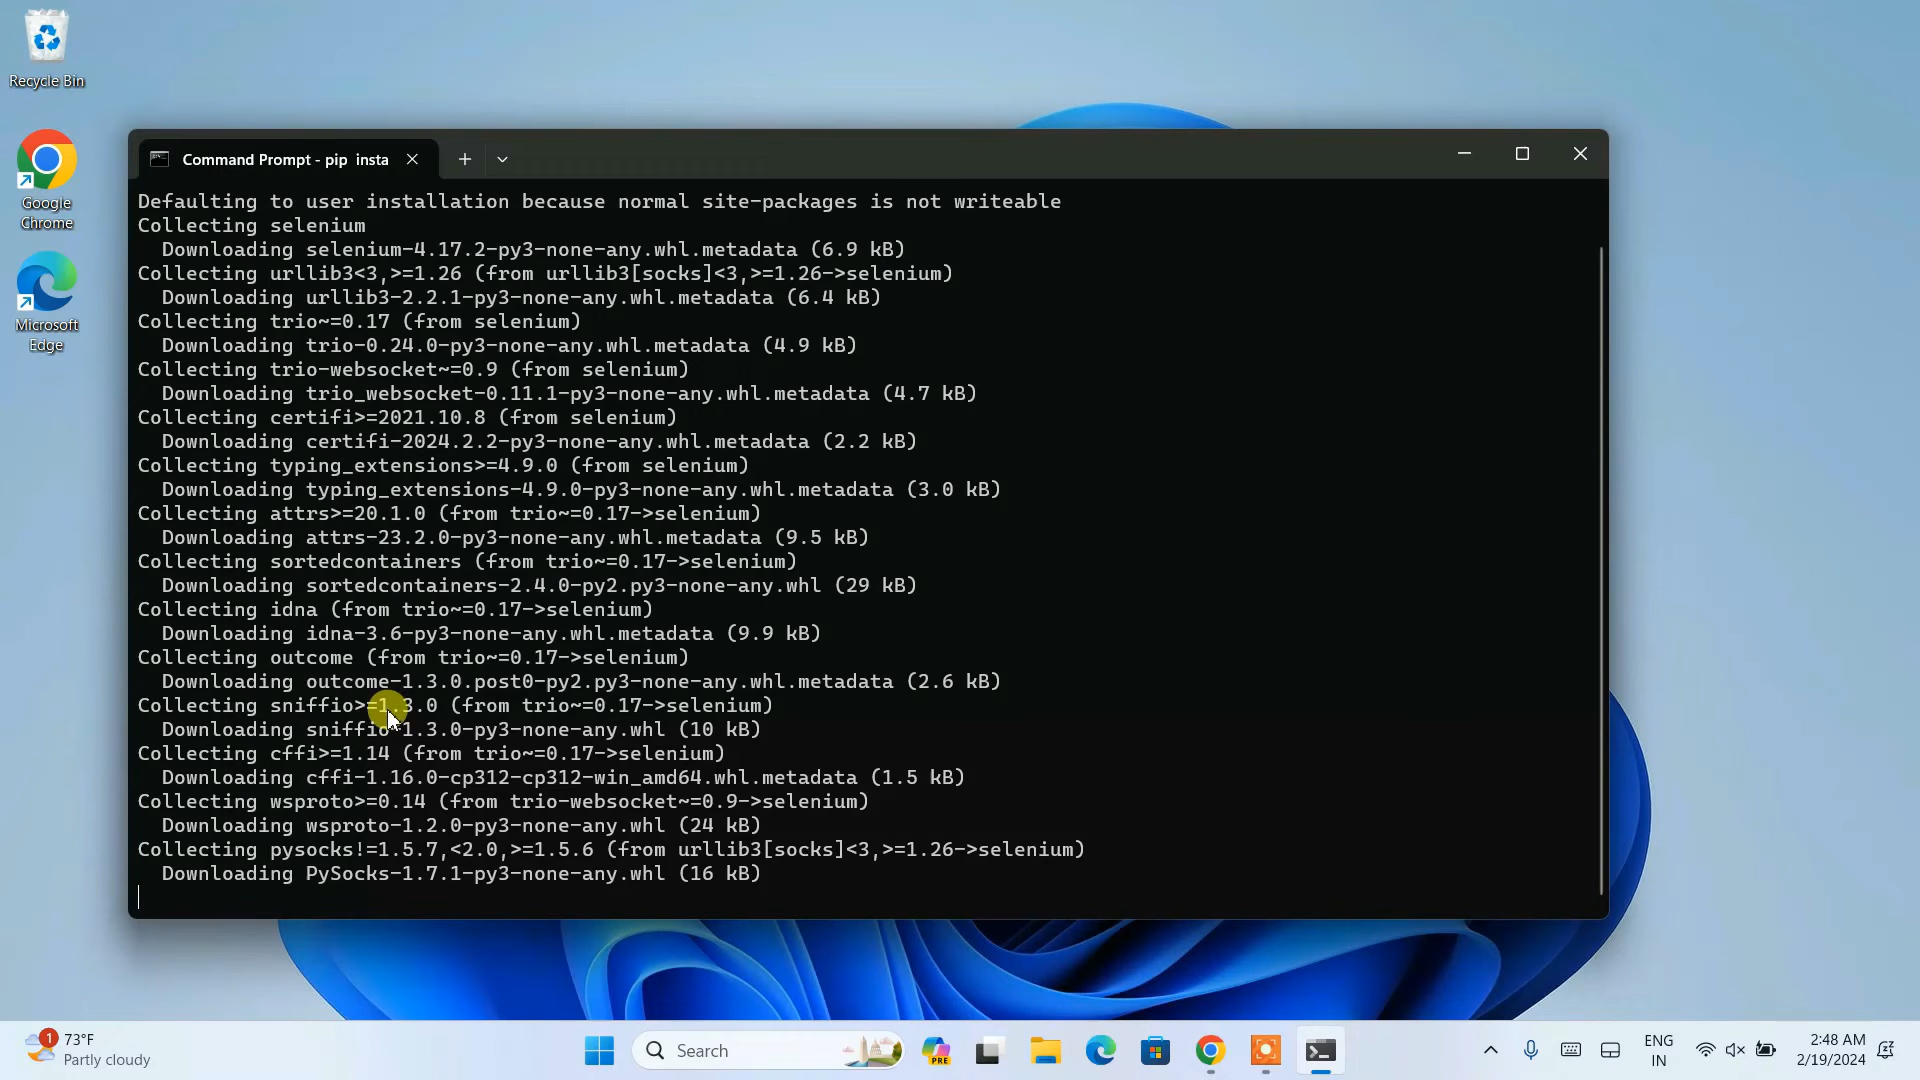 Recycle Bin
Google
Chrome
Microsoft
Edge
Command Prompt - pip insta
Defaulting to user installation because normal site-packages is not writeable
Collecting selenium
Downloading selenium-4.17.2-py3-none-any.whl.metadata (6.9 kB)
Collecting urllib3<3,>=1.26 (from urllib3[socks]<3,>=1.26->selenium)
Downloading urllib3-2.2.1-py3-none-any.whl.metadata (6.4 kB)
Collecting trio~=0.17 (from selenium)
Downloading trio-0.24.0-py3-none-any.whl.metadata (4.9 kB)
Collecting trio-websocket~=0.9 (from selenium)
Downloading trio_websocket-0.11.1-py3-none-any.whl.metadata (4.7 kB)
Collecting certifi>=2021.10.8 (from selenium)
Downloading certifi-2024.2.2-py3-none-any.whl.metadata (2.2 kB)
Collecting typing_extensions>=4.9.0 (from selenium)
Downloading typing_extensions-4.9.0-py3-none-any.whl.metadata (3.0 kB)
Collecting attrs>=20.1.0 (from trio~=0.17->selenium)
Downloading attrs-23.2.0-py3-none-any.whl.metadata (9.5 kB)
Collecting sortedcontainers (from trio~=0.17->selenium)
Downloading sortedcontainers-2.4.0-py2.py3-none-any.whl (29 kB)
Collecting idna (from trio~=0.17->selenium)
Downloading idna-3.6-py3-none-any.whl.metadata (9.9 kB)
Collecting outcome (from trio~=0.17->selenium)
Downloading outcome-1.3.0.post0-py2.py3-none-any.whl.metadata (2.6 kB)
Collecting sniffio>=1.3.0 (from trio~=0.17->selenium)
Downloading sniffio-1.3.0-py3-none-any.whl (10 kB)
Collecting cffi>=1.14 (from trio~=0.17->selenium)
Downloading cffi-1.16.0-cp312-cp312-win_amd64.whl.metadata (1.5 kB)
Collecting wsproto>=0.14 (from trio-websocket~=0.9->selenium)
Downloading wsproto-1.2.0-py3-none-any.whl (24 kB)
Collecting pysocks!=1.5.7,<2.0,>=1.5.6 (from urllib3[socks]<3,>=1.26->selenium)
Downloading PySocks-1.7.1-py3-none-any.whl (16 kB)
1
73°F
Partly cloudy
Search
PRE
ENG
IN
2:48 AM
2/19/2024